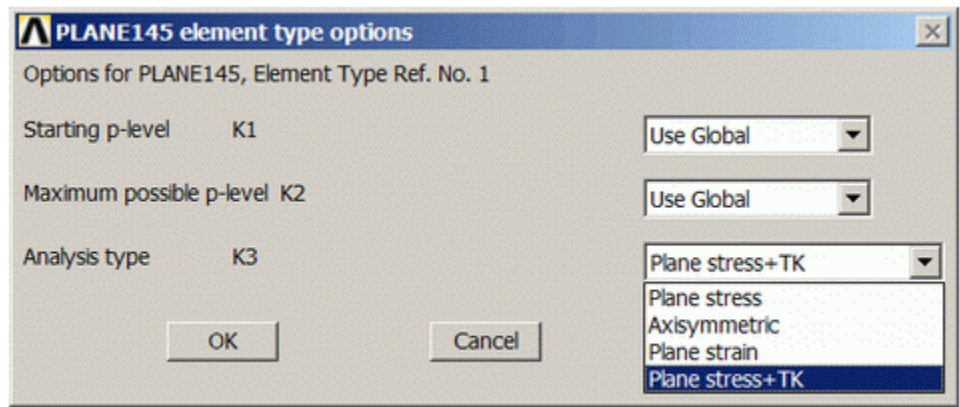 PLANE145 element type options
Options for PLANE145, Element Type Ref. No. 1
Starting p-level K1 Use Global
Maximum possible p-level K2 Use Global
Analysis type K3 Plane stress+TK
Plane stress
Axisymmetric
Plane strain
Plane stress+TK
OK Cancel